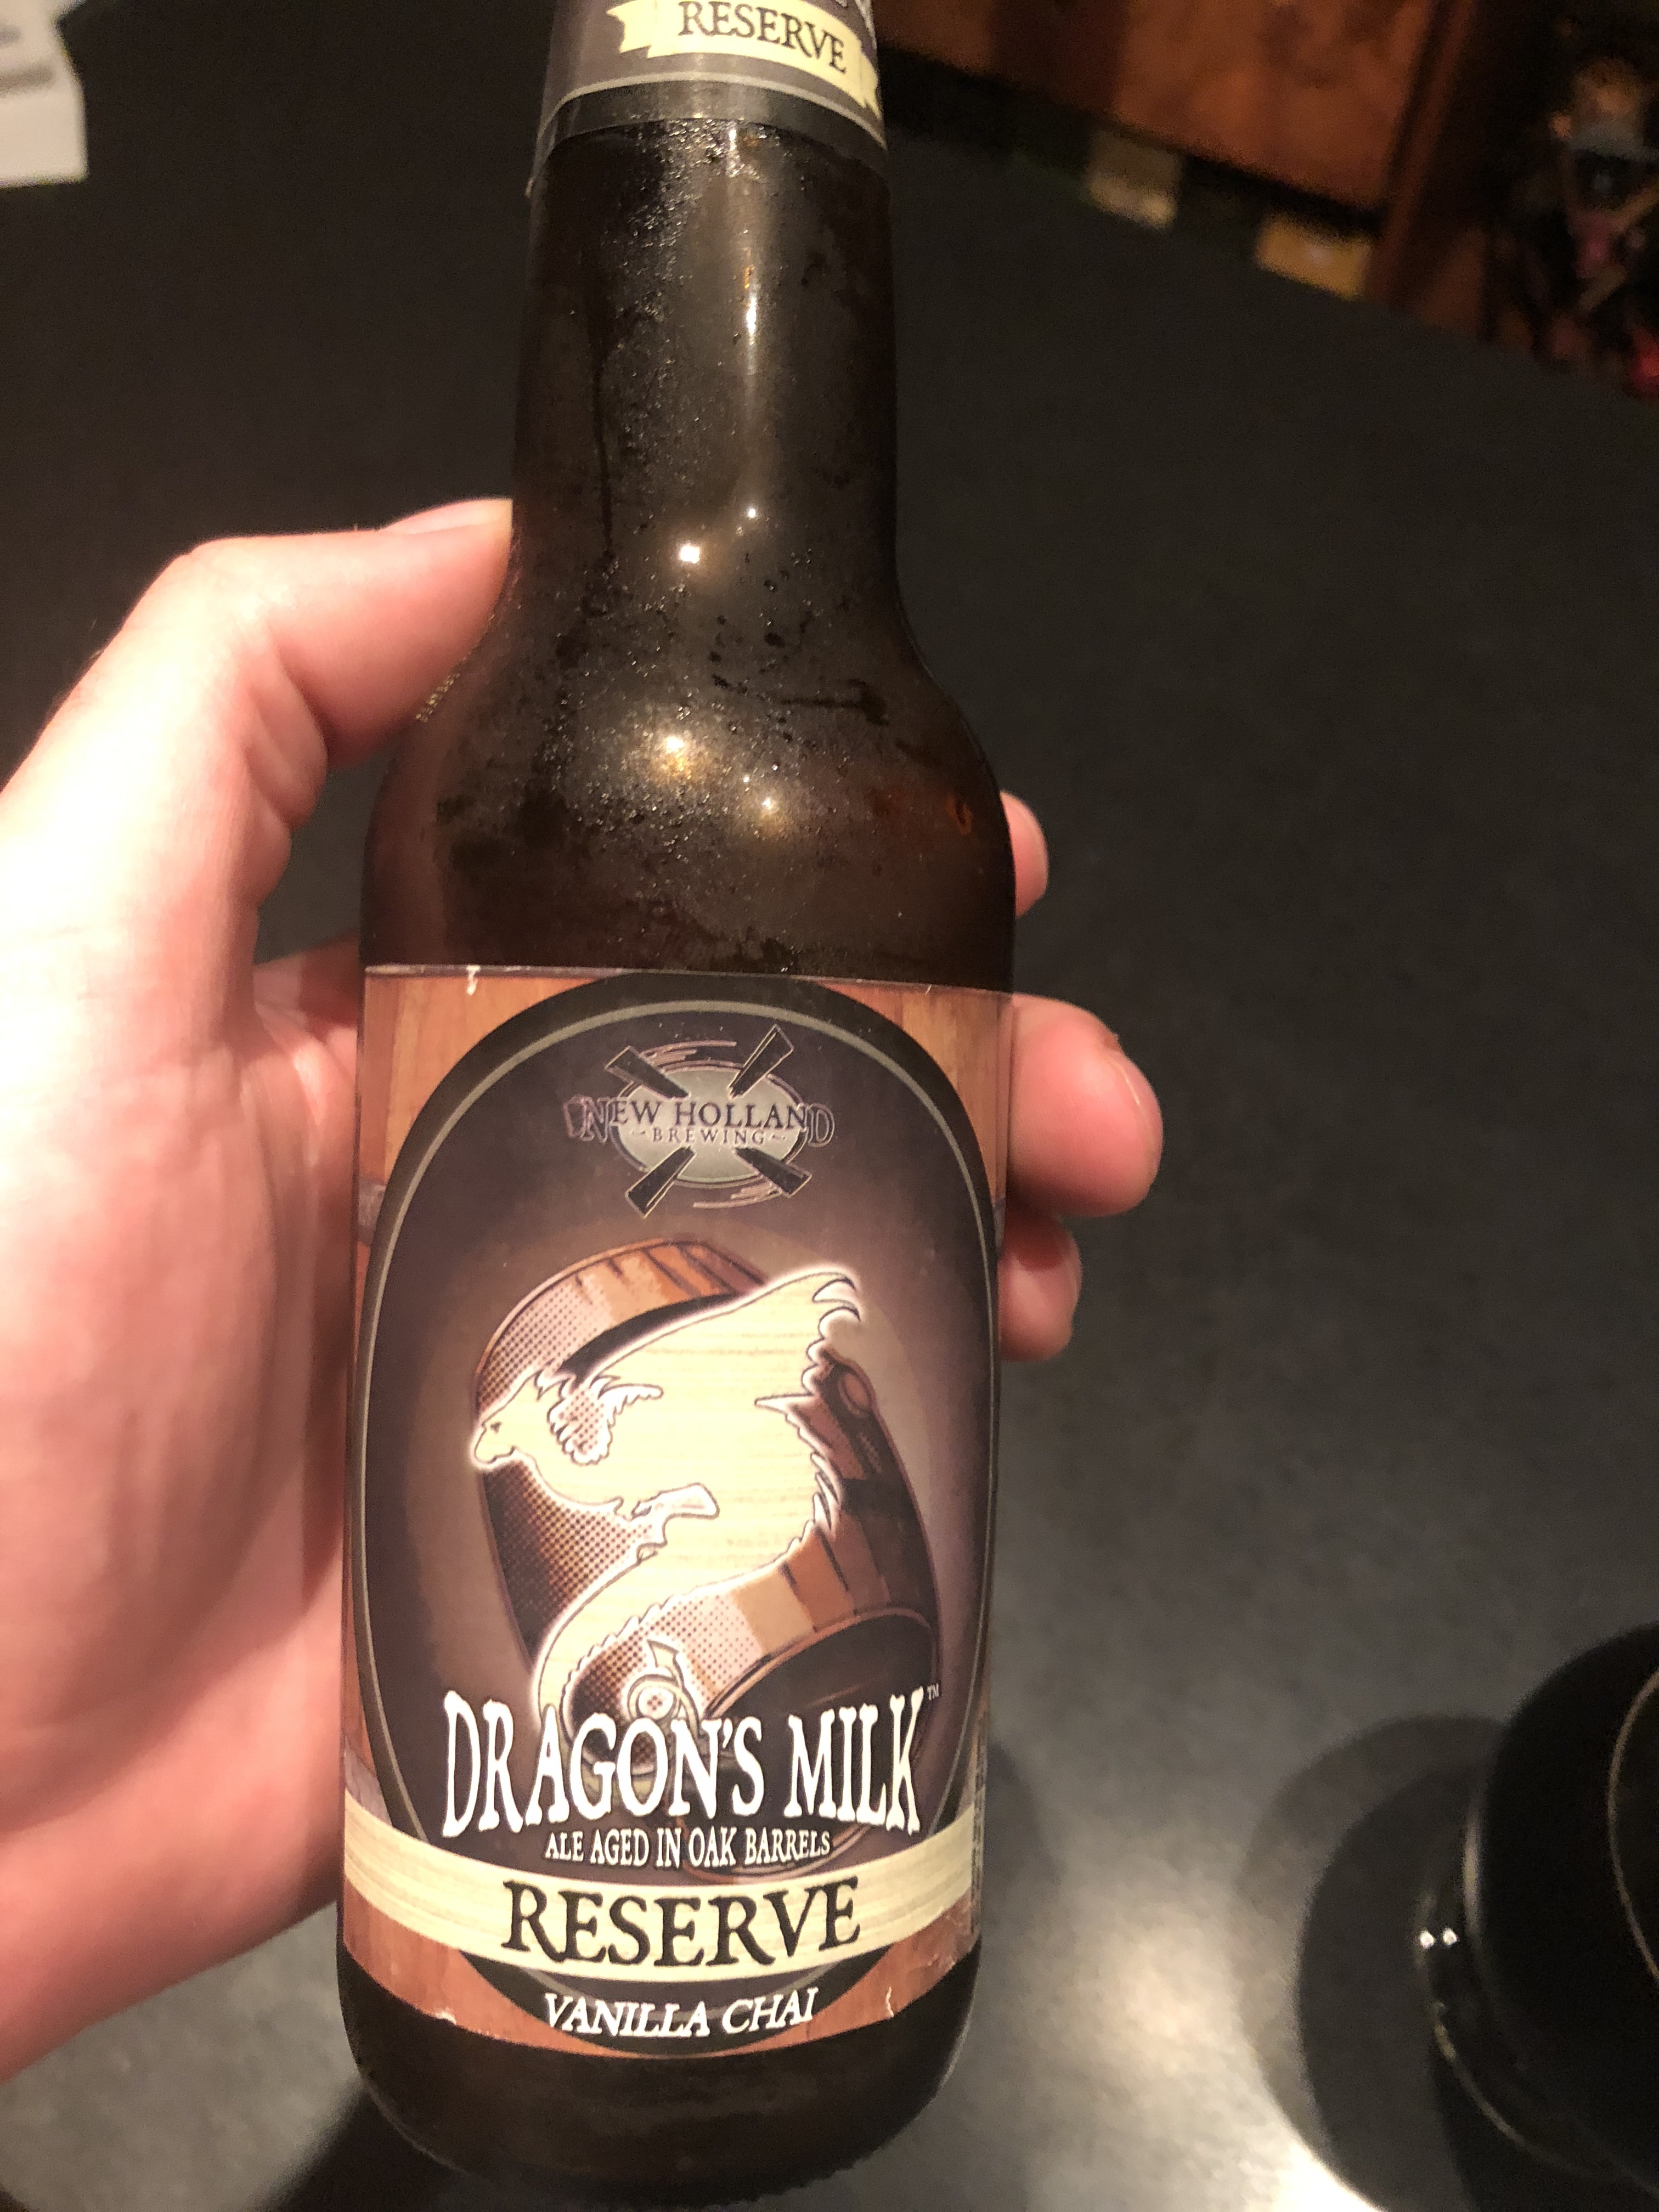 RESERVE
NEW HOLLAND
BREWING
DRAGON'S MILK™
ALE AGED IN OAK BARRELS
RESERVE
VANILLA CHAI